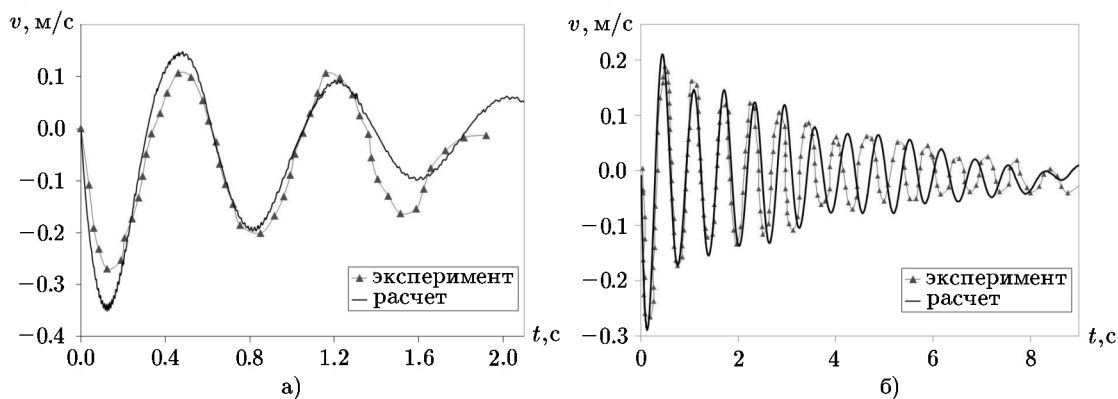 v, м/с
0.1
0.0
−0.1
−0.2
−0.3
−0.4
0.0 0.4 0.8 1.2 1.6 2.0
t,с
эксперимент
расчет
а)
v, м/с
0.2
0.1
0.0
−0.1
−0.2
−0.3
0 2 4 6 8
t,с
эксперимент
расчет
б)